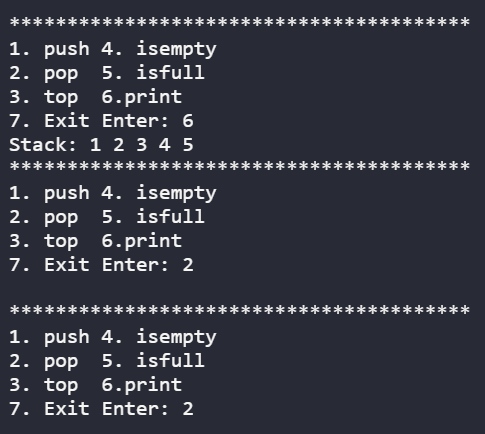 ****************************************
1. push 4. isempty
2. pop  5. isfull
3. top  6.print
7. Exit Enter: 6
Stack: 1 2 3 4 5
****************************************
1. push 4. isempty
2. pop  5. isfull
3. top  6.print
7. Exit Enter: 2

****************************************
1. push 4. isempty
2. pop  5. isfull
3. top  6.print
7. Exit Enter: 2